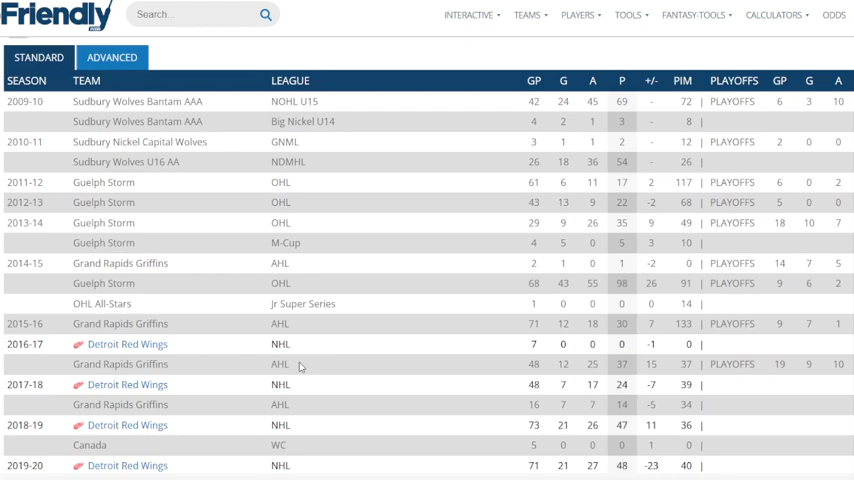 Friendly Search... INTERACTIVE TEAMS PLAYERS TOOLS FANTASY-TOOLS CALCULATORS ODDS
STANDARD ADVANCED
SEASON TEAM LEAGUE GP G A P +/- PIM PLAYOFFS GP G A
2009-10 Sudbury Wolves Bantam AAA NOHL U15 42 24 45 69 - 72 | PLAYOFFS 6 3 10
Sudbury Wolves Bantam AAA Big Nickel U14 4 2 1 3 - 8 |
2010-11 Sudbury Nickel Capital Wolves GNML 3 1 1 2 - 12 | PLAYOFFS 2 0 0
Sudbury Wolves U16 AA NDMHL 26 18 36 54 - 26 |
2011-12 Guelph Storm OHL 61 6 11 17 2 117 | PLAYOFFS 6 0 2
2012-13 Guelph Storm OHL 43 13 9 22 -2 68 | PLAYOFFS 5 0 0
2013-14 Guelph Storm OHL 29 9 26 35 9 49 | PLAYOFFS 18 10 7
Guelph Storm M-Cup 4 5 0 5 3 10 |
2014-15 Grand Rapids Griffins AHL 2 1 0 1 -2 0 | PLAYOFFS 14 7 5
Guelph Storm OHL 68 43 55 98 26 91 | PLAYOFFS 9 6 2
OHL All-Stars Jr Super Series 1 0 0 0 0 14 |
2015-16 Grand Rapids Griffins AHL 71 12 18 30 7 133 | PLAYOFFS 9 7 1
2016-17 Detroit Red Wings NHL 7 0 0 0 -1 0 |
Grand Rapids Griffins AHL 48 12 25 37 15 37 | PLAYOFFS 19 9 10
2017-18 Detroit Red Wings NHL 48 7 17 24 -7 39 |
Grand Rapids Griffins AHL 16 7 7 14 -5 34 |
2018-19 Detroit Red Wings NHL 73 21 26 47 11 36 |
Canada WC 5 0 0 0 1 0 |
2019-20 Detroit Red Wings NHL 71 21 27 48 -23 40 |